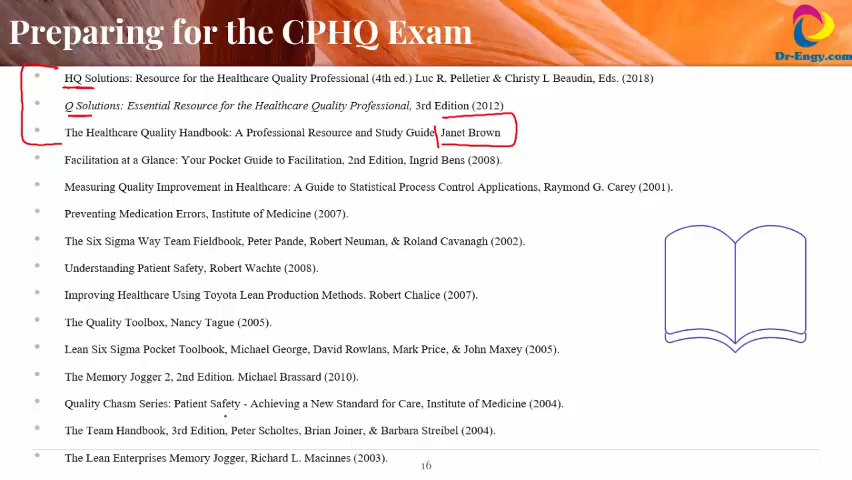 Preparing for the CPHQ Exam
Dr-Engy.com
HQ Solutions: Resource for the Healthcare Quality Professional (4th ed.) Luc R. Pelletier & Christy L Beaudin, Eds. (2018)
Q Solutions: Essential Resource for the Healthcare Quality Professional, 3rd Edition (2012)
The Healthcare Quality Handbook: A Professional Resource and Study Guide Janet Brown
Facilitation at a Glance: Your Pocket Guide to Facilitation, 2nd Edition, Ingrid Bens (2008).
Measuring Quality Improvement in Healthcare: A Guide to Statistical Process Control Applications, Raymond G. Carey (2001).
Preventing Medication Errors, Institute of Medicine (2007).
The Six Sigma Way Team Fieldbook, Peter Pande, Robert Neuman, & Roland Cavanagh (2002).
Understanding Patient Safety, Robert Wachte (2008).
Improving Healthcare Using Toyota Lean Production Methods. Robert Chalice (2007).
The Quality Toolbox, Nancy Tague (2005).
Lean Six Sigma Pocket Toolbook, Michael George, David Rowlans, Mark Price, & John Maxey (2005).
The Memory Jogger 2, 2nd Edition. Michael Brassard (2010).
Quality Chasm Series: Patient Safety - Achieving a New Standard for Care, Institute of Medicine (2004).
The Team Handbook, 3rd Edition, Peter Scholtes, Brian Joiner, & Barbara Streibel (2004).
The Lean Enterprises Memory Jogger, Richard L. Macinnes (2003).
16